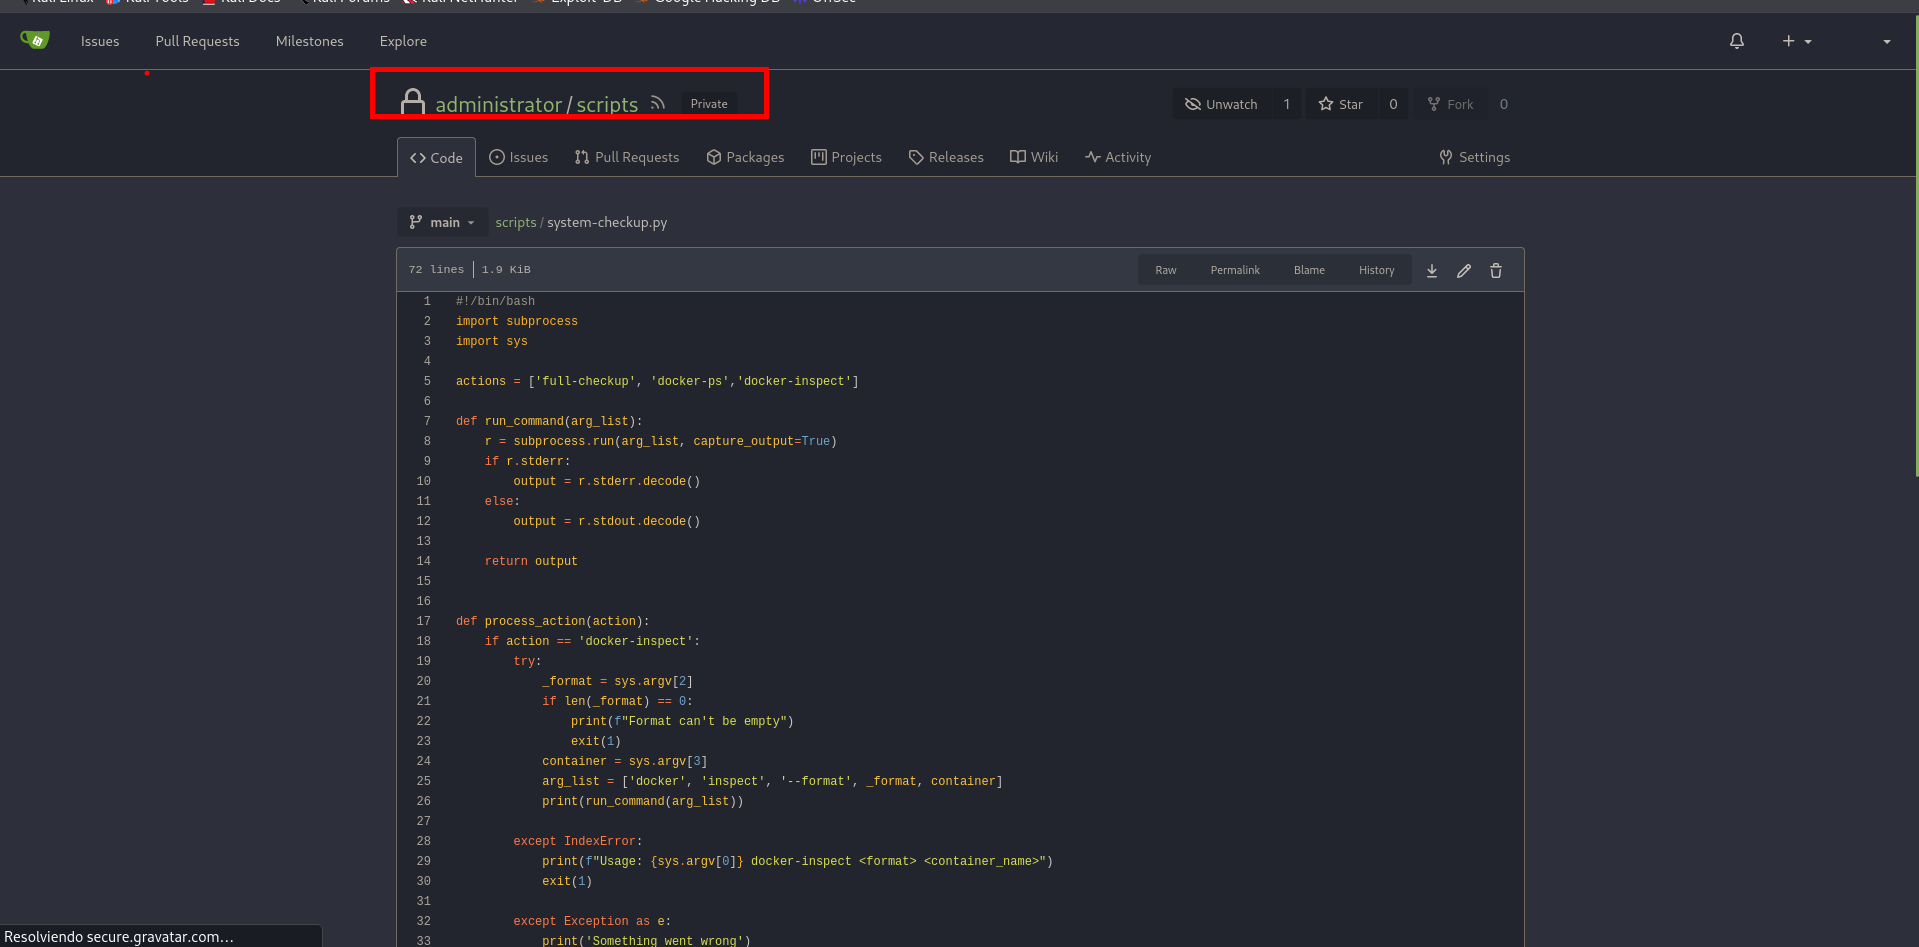 Kali Linux Kali Tools Kali Docs Kali Forums Kali NetHunter Exploit-DB Google Hacking DB OffSec
Issues Pull Requests Milestones Explore
administrator/scripts Private
Unwatch 1 Star 0 Fork 0
Code Issues Pull Requests Packages Projects Releases Wiki Activity Settings
main scripts/system-checkup.py
72 lines 1.9 KiB Raw Permalink Blame History
1 #!/bin/bash
2 import subprocess
3 import sys
4
5 actions = ['full-checkup', 'docker-ps','docker-inspect']
6
7 def run_command(arg_list):
8     r = subprocess.run(arg_list, capture_output=True)
9     if r.stderr:
10         output = r.stderr.decode()
11     else:
12         output = r.stdout.decode()
13
14     return output
15
16
17 def process_action(action):
18     if action == 'docker-inspect':
19         try:
20             _format = sys.argv[2]
21             if len(_format) == 0:
22                 print(f"Format can't be empty")
23                 exit(1)
24             container = sys.argv[3]
25             arg_list = ['docker', 'inspect', '--format', _format, container]
26             print(run_command(arg_list))
27
28         except IndexError:
29             print(f"Usage: {sys.argv[0]} docker-inspect <format> <container_name>")
30             exit(1)
31
32         except Exception as e:
33             print('Something went wrong')
Resolviendo secure.gravatar.com…